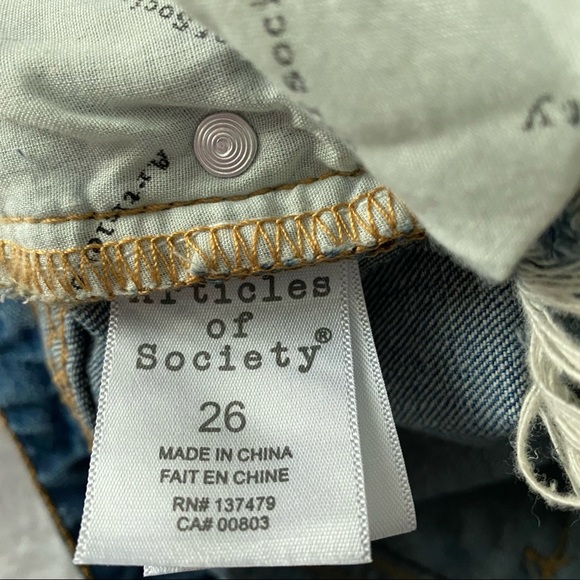 Articles
of
Society®
26
MADE IN CHINA
FAIT EN CHINE
RN# 137479
CA# 00803